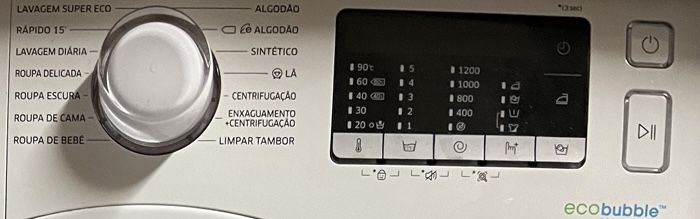 LAVAGEM SUPER ECO
RÁPIDO 15'
LAVAGEM DIÁRIA
ROUPA DELICADA
ROUPA ESCURA
ROUPA DE CAMA
ROUPA DE BEBÉ
ALGODÃO
ALGODÃO
SINTÉTICO
LÃ
CENTRIFUGAÇÃO
ENXAGUAMENTO
+CENTRIFUGAÇÃO
LIMPAR TAMBOR
*(3 sec)
90°c 5 1200
60 4 1000
40 3 800
30 2 400
20 1
ecobubble™